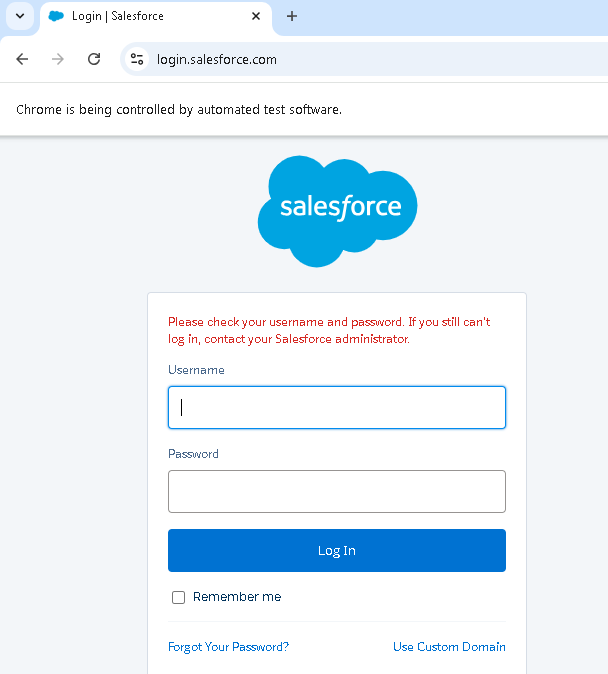 Login | Salesforce
login.salesforce.com
Chrome is being controlled by automated test software.
salesforce
Please check your username and password. If you still can't
log in, contact your Salesforce administrator.
Username
Password
Log In
Remember me
Forgot Your Password? Use Custom Domain